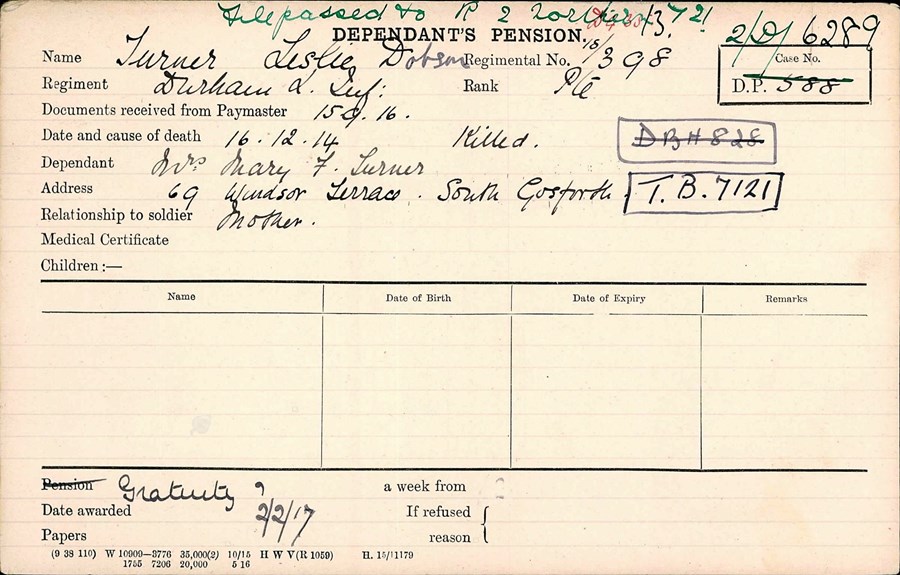 File passed to R 2 13.7.21
DEPENDANT'S PENSION.
2/D/ 6289
Case No.
D.P. 588
Name Turner Leslie Dobson Regimental No. 18/398
Regiment Durham L. Inf: Rank Pte
Documents received from Paymaster 15.9.16.
Date and cause of death 16.12.14 Killed.
DBH 828
Dependant Mrs Mary F. Turner
Address 69 Windsor Terrace. South Gosforth
T.B.7121
Relationship to soldier Mother.
Medical Certificate
Children :—
Name Date of Birth Date of Expiry Remarks
Pension Gratuity ? a week from
Date awarded 2/2/17 If refused
Papers reason {
(9 38 110) W 10909—3776 35,000(2) 10/15 H W V(R 1059) H. 15/11179
1755 7206 20,000 5 16